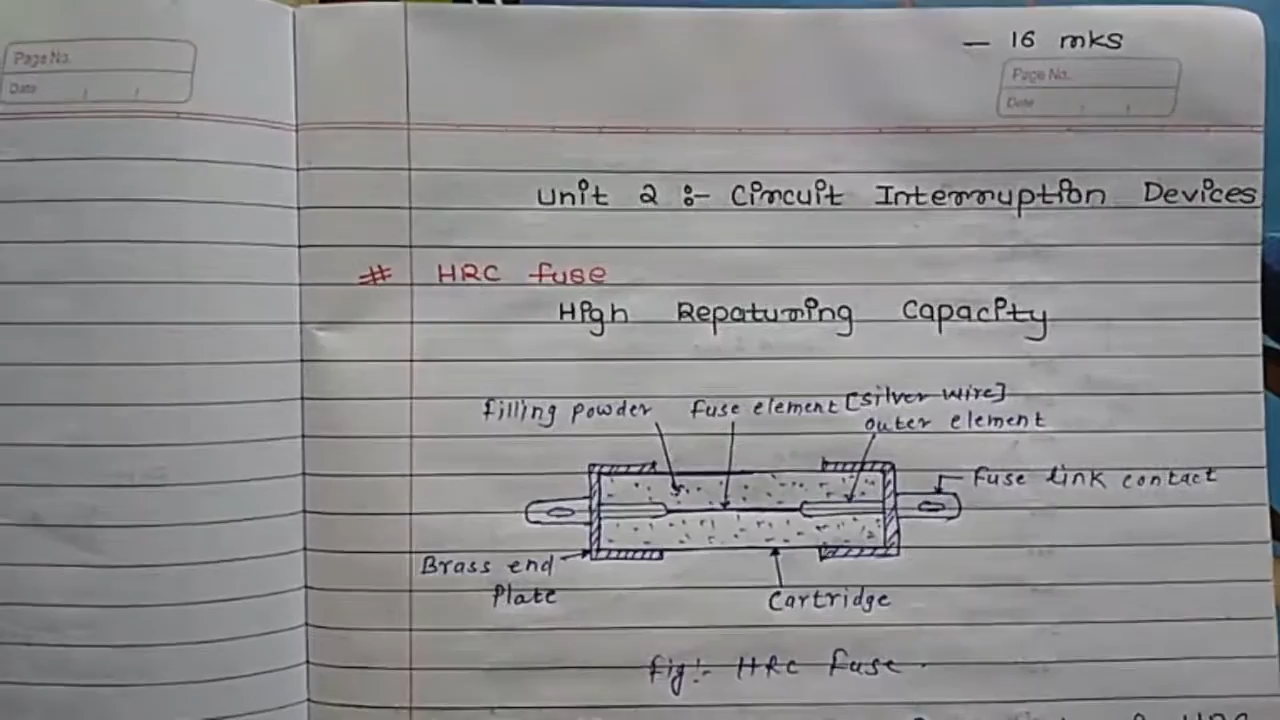 — 16 mks
Page No.
Date
Page No.
Date
Unit 2 :- Circuit Interruption Devices
# HRC fuse
High Repaturing Capacity
filling powder fuse element [silver wire]
outer element
Fuse link contact
Brass end
Plate
Cartridge
fig:- HRC Fuse.